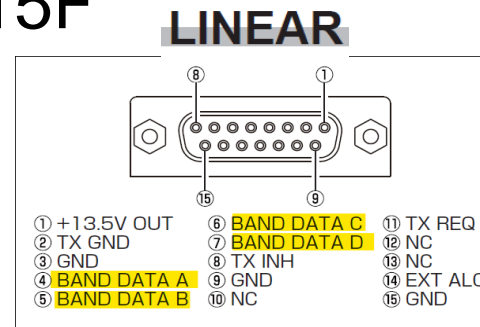 15F
LINEAR
⑧ ①
⑮ ⑨
① +13.5V OUT
② TX GND
③ GND
④ BAND DATA A
⑤ BAND DATA B
⑥ BAND DATA C
⑦ BAND DATA D
⑧ TX INH
⑨ GND
⑩ NC
⑪ TX REQ
⑫ NC
⑬ NC
⑭ EXT ALC
⑮ GND